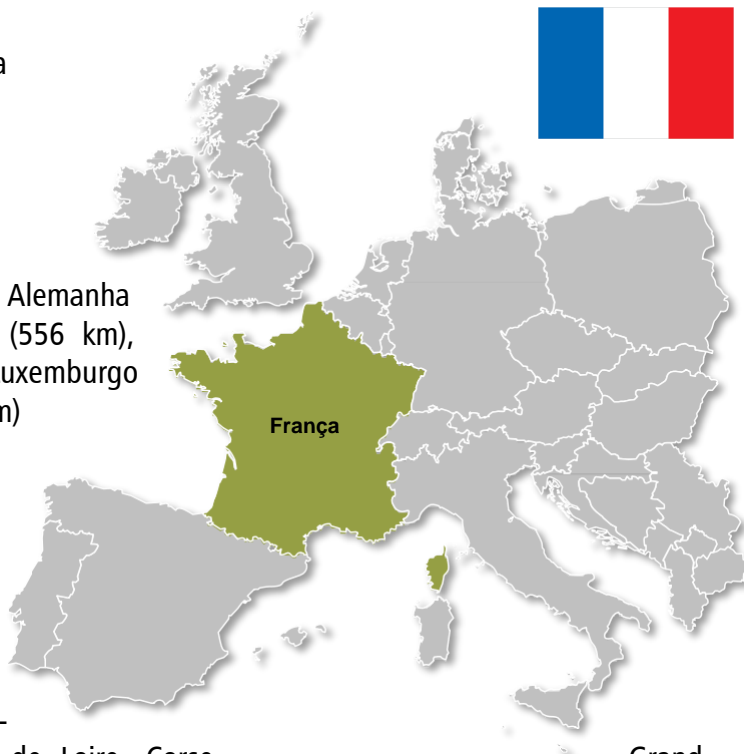 a
Alemanha
(556 km),
uxemburgo
m)
França
-
de Loire, Corse, Grand